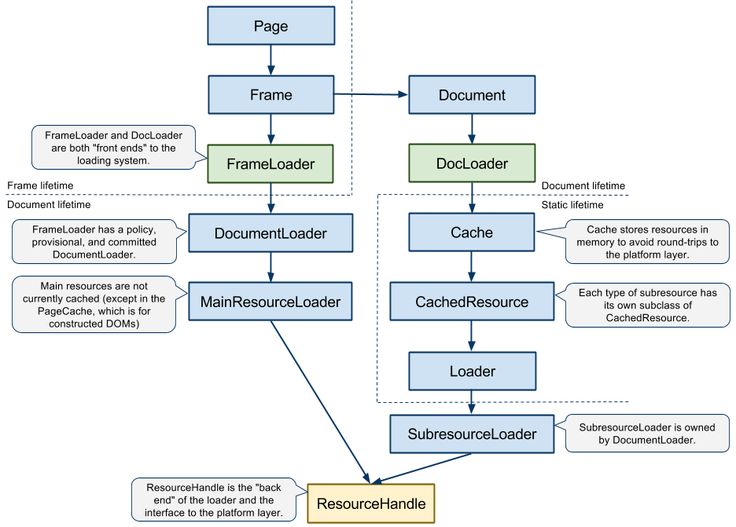 Page
Frame
Document
FrameLoader and DocLoader
are both "front ends" to the
loading system.
FrameLoader
DocLoader
Frame lifetime
Document lifetime
Document lifetime
Static lifetime
FrameLoader has a policy,
provisional, and committed
DocumentLoader.
DocumentLoader
Cache
Cache stores resources in
memory to avoid round-trips to
the platform layer.
Main resources are not
currently cached (except in the
PageCache, which is for
constructed DOMs)
MainResourceLoader
CachedResource
Each type of subresource has
its own subclass of
CachedResource.
Loader
SubresourceLoader
SubresourceLoader is owned
by DocumentLoader.
ResourceHandle is the "back
end" of the loader and the
interface to the platform layer.
ResourceHandle